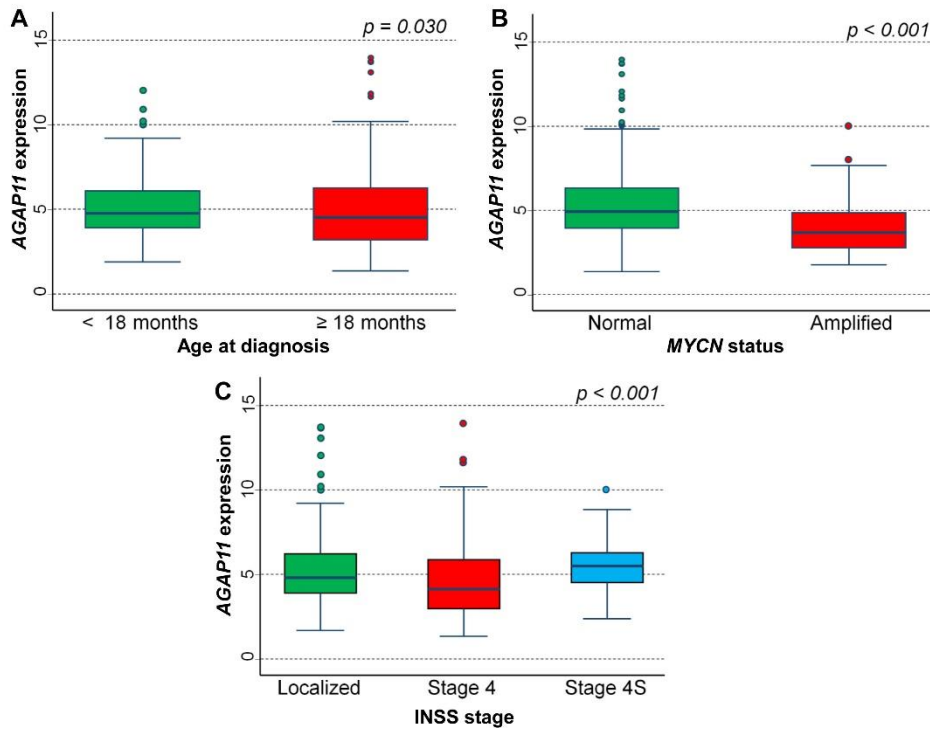 A
p = 0.030
15
10
5
0
AGAP11 expression
< 18 months
≥ 18 months
Age at diagnosis
B
p < 0.001
15
10
5
0
AGAP11 expression
Normal
Amplified
MYCN status
C
p < 0.001
15
10
5
0
AGAP11 expression
Localized
Stage 4
Stage 4S
INSS stage